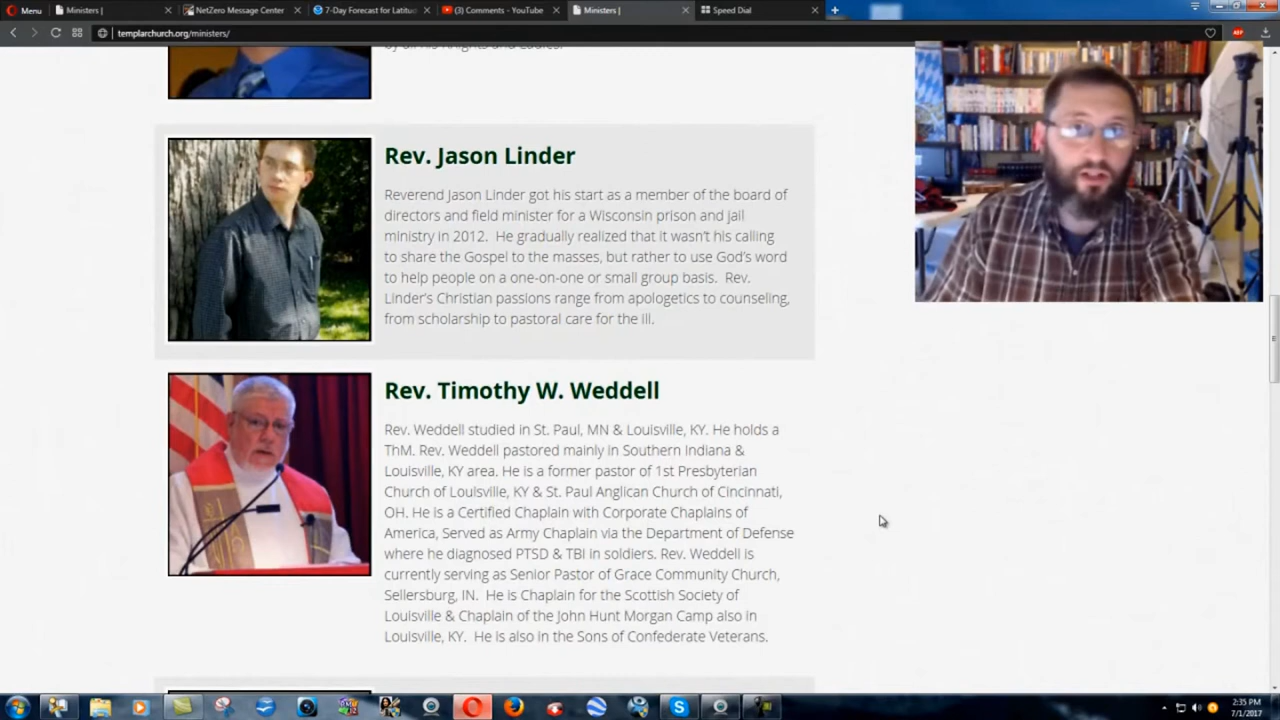 Menu
Ministers |
NetZero Message Center
7-Day Forecast for Latitud
(3) Comments - YouTube
Ministers |
Speed Dial
templarchurch.org/ministers/
ABP
by all his Knights and Ladies.
Rev. Jason Linder
Reverend Jason Linder got his start as a member of the board of
directors and field minister for a Wisconsin prison and jail
ministry in 2012. He gradually realized that it wasn't his calling
to share the Gospel to the masses, but rather to use God's word
to help people on a one-on-one or small group basis. Rev.
Linder's Christian passions range from apologetics to counseling,
from scholarship to pastoral care for the ill.
Rev. Timothy W. Weddell
Rev. Weddell studied in St. Paul, MN & Louisville, KY. He holds a
ThM. Rev. Weddell pastored mainly in Southern Indiana &
Louisville, KY area. He is a former pastor of 1st Presbyterian
Church of Louisville, KY & St. Paul Anglican Church of Cincinnati,
OH. He is a Certified Chaplain with Corporate Chaplains of
America, Served as Army Chaplain via the Department of Defense
where he diagnosed PTSD & TBI in soldiers. Rev. Weddell is
currently serving as Senior Pastor of Grace Community Church,
Sellersburg, IN. He is Chaplain for the Scottish Society of
Louisville & Chaplain of the John Hunt Morgan Camp also in
Louisville, KY. He is also in the Sons of Confederate Veterans.
2:35 PM
7/1/2017